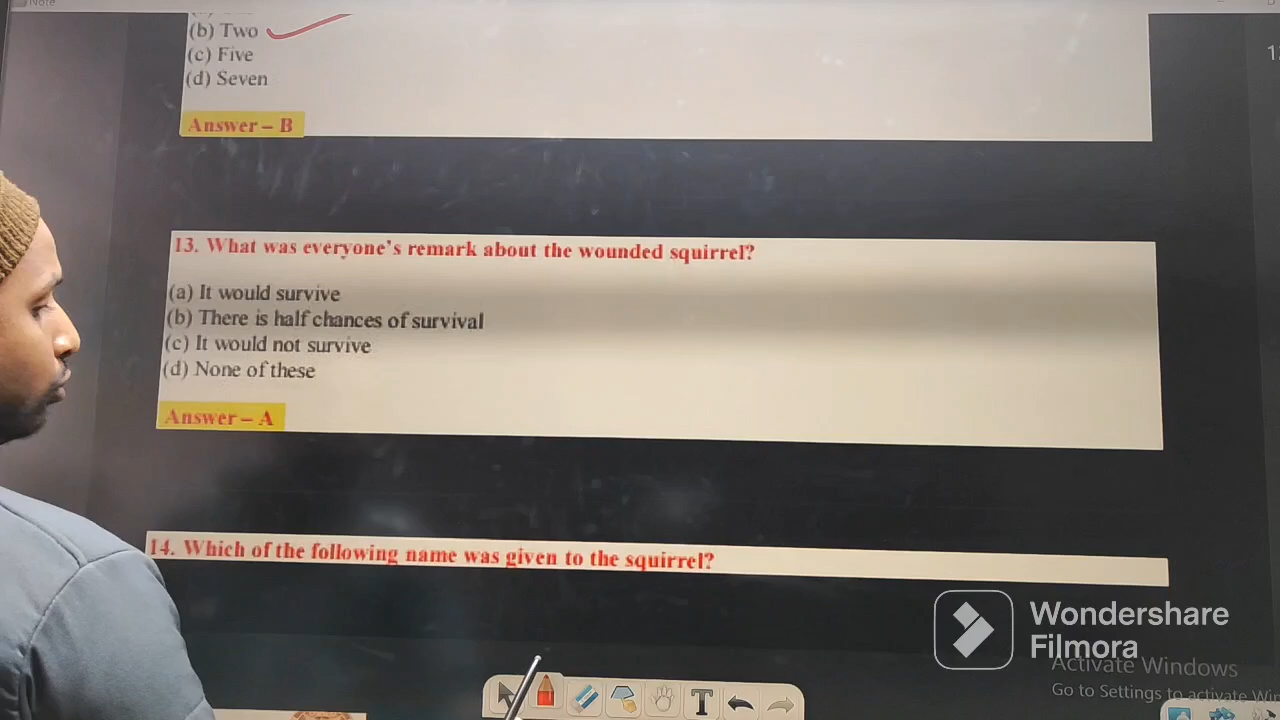 Note
(b) Two
(c) Five
(d) Seven
Answer – B
13. What was everyone's remark about the wounded squirrel?
(a) It would survive
(b) There is half chances of survival
(c) It would not survive
(d) None of these
Answer – A
14. Which of the following name was given to the squirrel?
Wondershare
Filmora
Activate Windows
Go to Settings to activate Win
T